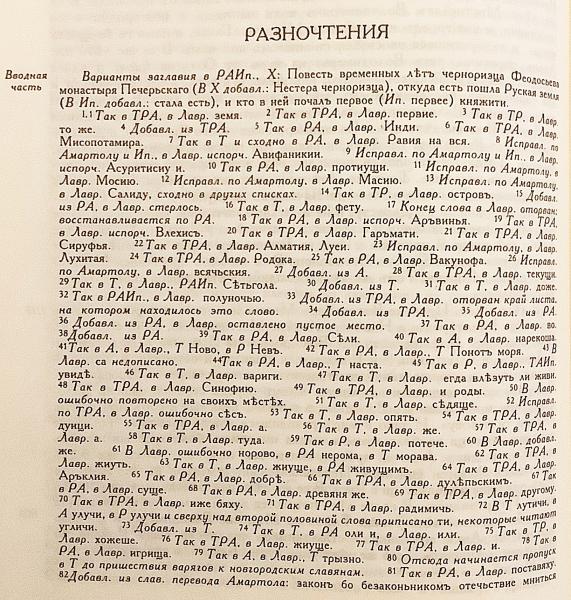 РАЗНОЧТЕНИЯ
Вводная
часть
Варианты заглавия в РАИп., Х: Повесть временных лѣтъ черноризца Феодосьева
монастыря Печерьскаго (В Х добавл.: Нестера черноризца), откуда есть пошла Руская земля
(В Ип. добавл.: стала есть), и кто в ней почалъ первое (Ип. первее) княжити.
1.1 Так в ТРА, в Лавр. земя. 2 Так в ТРА, в Лавр. первие. 3 Так в ТР, в Лавр.
то же. 4 Добавл. из ТРА. 5 Так в РА, в Лавр. Инди. 6 Так в ТРА, в Лавр.
Мисопотамира. 7 Так в Т и сходно в РА, в Лавр. Равия на вся. 8 Исправл. по
Амартолу и Ип., в Лавр. испорч. Авифаникии. 9 Исправл. по Амартолу и Ип., в Лавр.
испорч. Асуритисину и. 10 Так в РА, в Лавр. протиущи. 11 Исправл. по Амартолу, в
Лавр. Мосию. 12 Исправл. по Амартолу, в Лавр. Масию. 13 Исправл. по Амартолу,
в Лавр. Салиду, сходно в других списках. 14 Так в ТР, в Лавр. островъ. 15 Добавл.
из РА, в Лавр. стерлось. 16 Так в Т, в Лавр. фету. 17 Конец слова в Лавр. оторван;
восстанавливается по РА. 18 Так в РА, в Лавр. испорч. Аръвинья. 19 Так в ТРА,
в Лавр. испорч. Влехисъ. 20 Так в ТРА, в Лавр. Гаръмати. 21 Так в ТРА, в Лавр.
Сируфья. 22 Так в ТРА, в Лавр. Алматия, Луеи. 23 Исправл. по Амартолу, в Лавр.
Лухитая. 24 Так в ТРА, в Лавр. Родока. 25 Так в РА, в Лавр. Вакунофа. 26 Исправл.
по Амартолу, в Лавр. всячьския. 27 Добавл. из А. 28 Так в ТРА, в Лавр. текущи.
29 Так в Т, в Лавр., РАИп. Сѣтьгола. 30 Добавл. из Т. 31 Так в Т, в Лавр. доже.
32 Так в РАИп., в Лавр. полуночью. 33 Добавл. из ТРА, в Лавр. оторван край листа,
на котором находилось это слово. 34 Добавл. из ТРА. 35 Добавл. из РА.
36 Добавл. из РА, в Лавр. оставлено пустое место. 37 Так в РА, в Лавр. во.
38 Добавл. из РА. 39 Так в РА, в Лавр. Сѣли. 40 Так в А, в Лавр. нарекоша.
41 Так в А, в Лавр., Т Ново, в Р Невъ. 42 Так в РА, в Лавр., Т Понотъ моря. 43 В
Лавр. са недописано. 44 Так в РА, в Лавр., Т наста. 45 Так в Р, в Лавр., ТАИп.
увидѣ. 46 Так в Т, в Лавр. вариги. 47 Так в Т, в Лавр. егда влѣзуть ли живи.
48 Так в ТРА, в Лавр. Синофию. 49 Так в ТРА, в Лавр. и роды. 50 В Лавр.
ошибочно повторено на своихъ мѣстѣхъ. 51 Так в Т, в Лавр. сѣдяще. 52 Исправл.
по ТРА, в Лавр. ошибочно сѣсъ. 53 Так в Т, в Лавр. опять. 54 Так в ТРА, в Лавр.
дуици. 55 Так в ТРА, в Лавр. а. 56 Так в Т, в Лавр. же. 57 Так в ТРА, в
Лавр. а. 58 Так в Т, в Лавр. туда. 59 Так в Р, в Лавр. потече. 60 В Лавр. добавл.
же. 61 В Лавр. ошибочно норово, в РА нерома, в Т морава. 62 Так в ТРА, в
Лавр. жиуть. 63 Так в Т, в Лавр. жиуще, в РА живущимъ. 64 Так в ТРА, в Лавр.
Аръклия. 65 Так в РА, в Лавр. добрѣ. 66 Так в ТРА, в Лавр. дулѣпьскимъ. 67 Так
в РА, в Лавр. суще. 68 Так в РА, в Лавр. древяня же. 69 Так в ТРА, в Лавр. другому.
70 Так в ТРА, в Лавр. иже бяху. 71 Так в ТРА, в Лавр. радимичь. 72 В Т лутичи, в
А улучи, в Р улучи и сверху над второй половиной слова приписано ти, некоторые читают
угличи. 73 Добавл. из Т. 74 Так в Т, в РА оли и, в Лавр. или. 75 Так в ТР, в
Лавр. хожеше. 76 Так в ТРА, в Лавр. жиуще. 77 Так в ТРА, в Лавр. и. 78 Так в
РА, в Лавр. игрища. 79 Так в А, в Лавр., Т трызно. 80 Отсюда начинается пропуск
в Т до пришествия варягов к новгородским славянам. 81 Так в РА, в Лавр. поставяху.
82 Добавл. из слав. перевода Амартола: законъ бо безаконьником отечьствие мниться